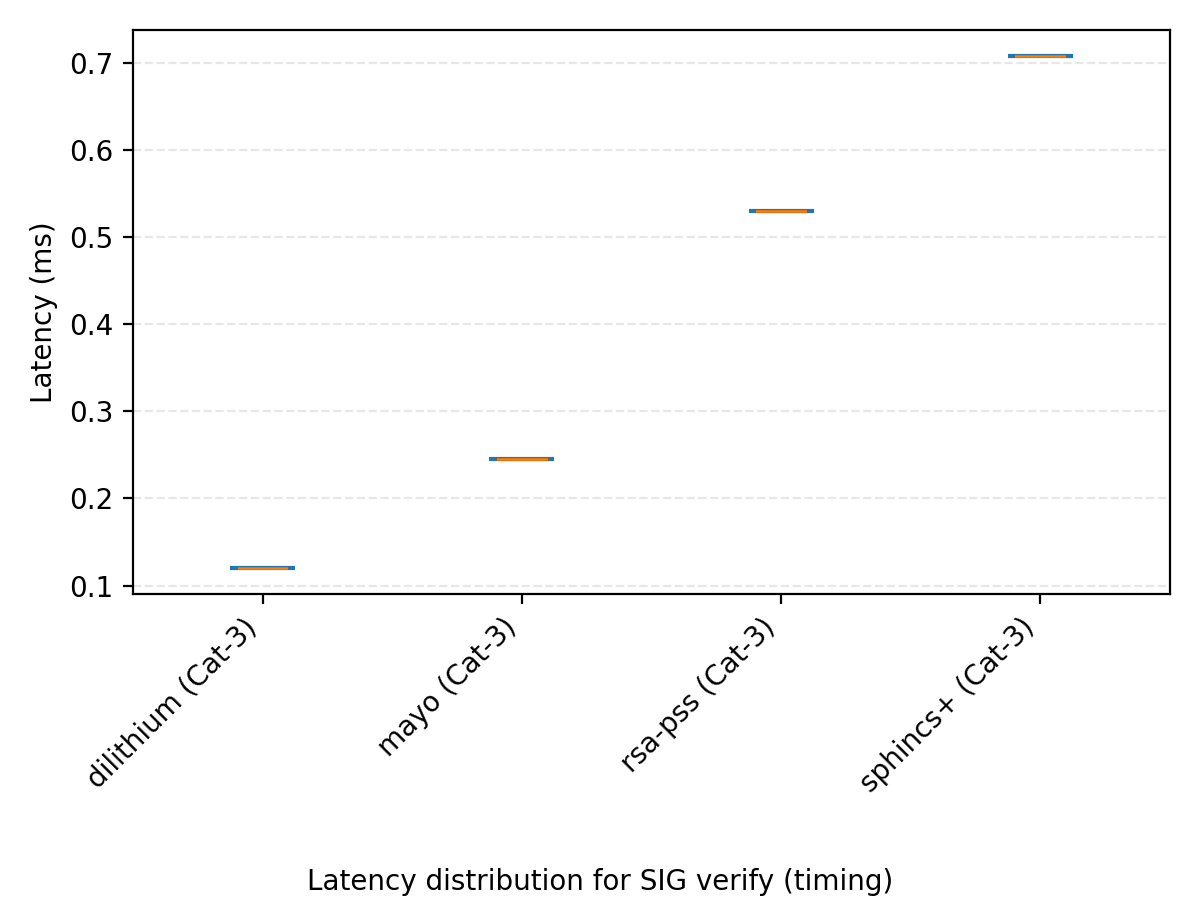 0.7
0.6
0.5
0.4
0.3
0.2
0.1
Latency (ms)
dilithium (Cat-3)
mayo (Cat-3)
rsa-pss (Cat-3)
sphincs+ (Cat-3)
Latency distribution for SIG verify (timing)